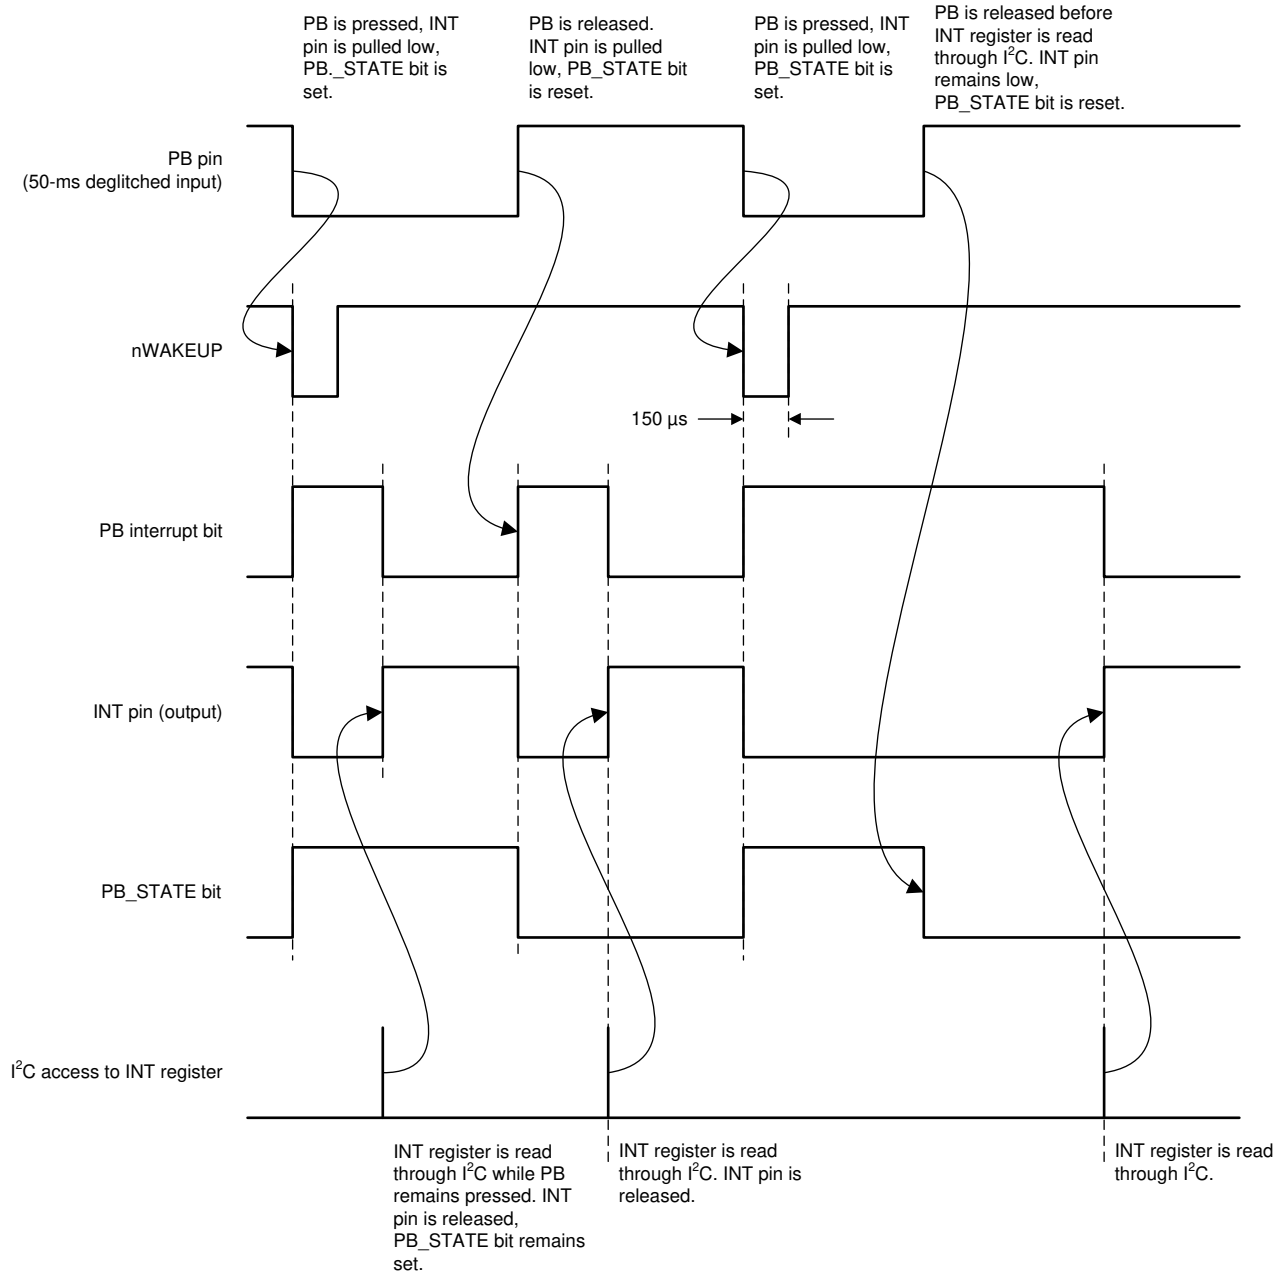 PB is pressed, INT
pin is pulled low,
PB._STATE bit is
set.
PB is released.
INT pin is pulled
low, PB_STATE bit
is reset.
PB is pressed, INT
pin is pulled low,
PB_STATE bit is
set.
PB is released before
INT register is read
through I²C. INT pin
remains low,
PB_STATE bit is reset.
PB pin
(50-ms deglitched input)
nWAKEUP
150 µs
PB interrupt bit
INT pin (output)
PB_STATE bit
I²C access to INT register
INT register is read
through I²C while PB
remains pressed. INT
pin is released,
PB_STATE bit remains
set.
INT register is read
through I²C. INT pin is
released.
INT register is read
through I²C.